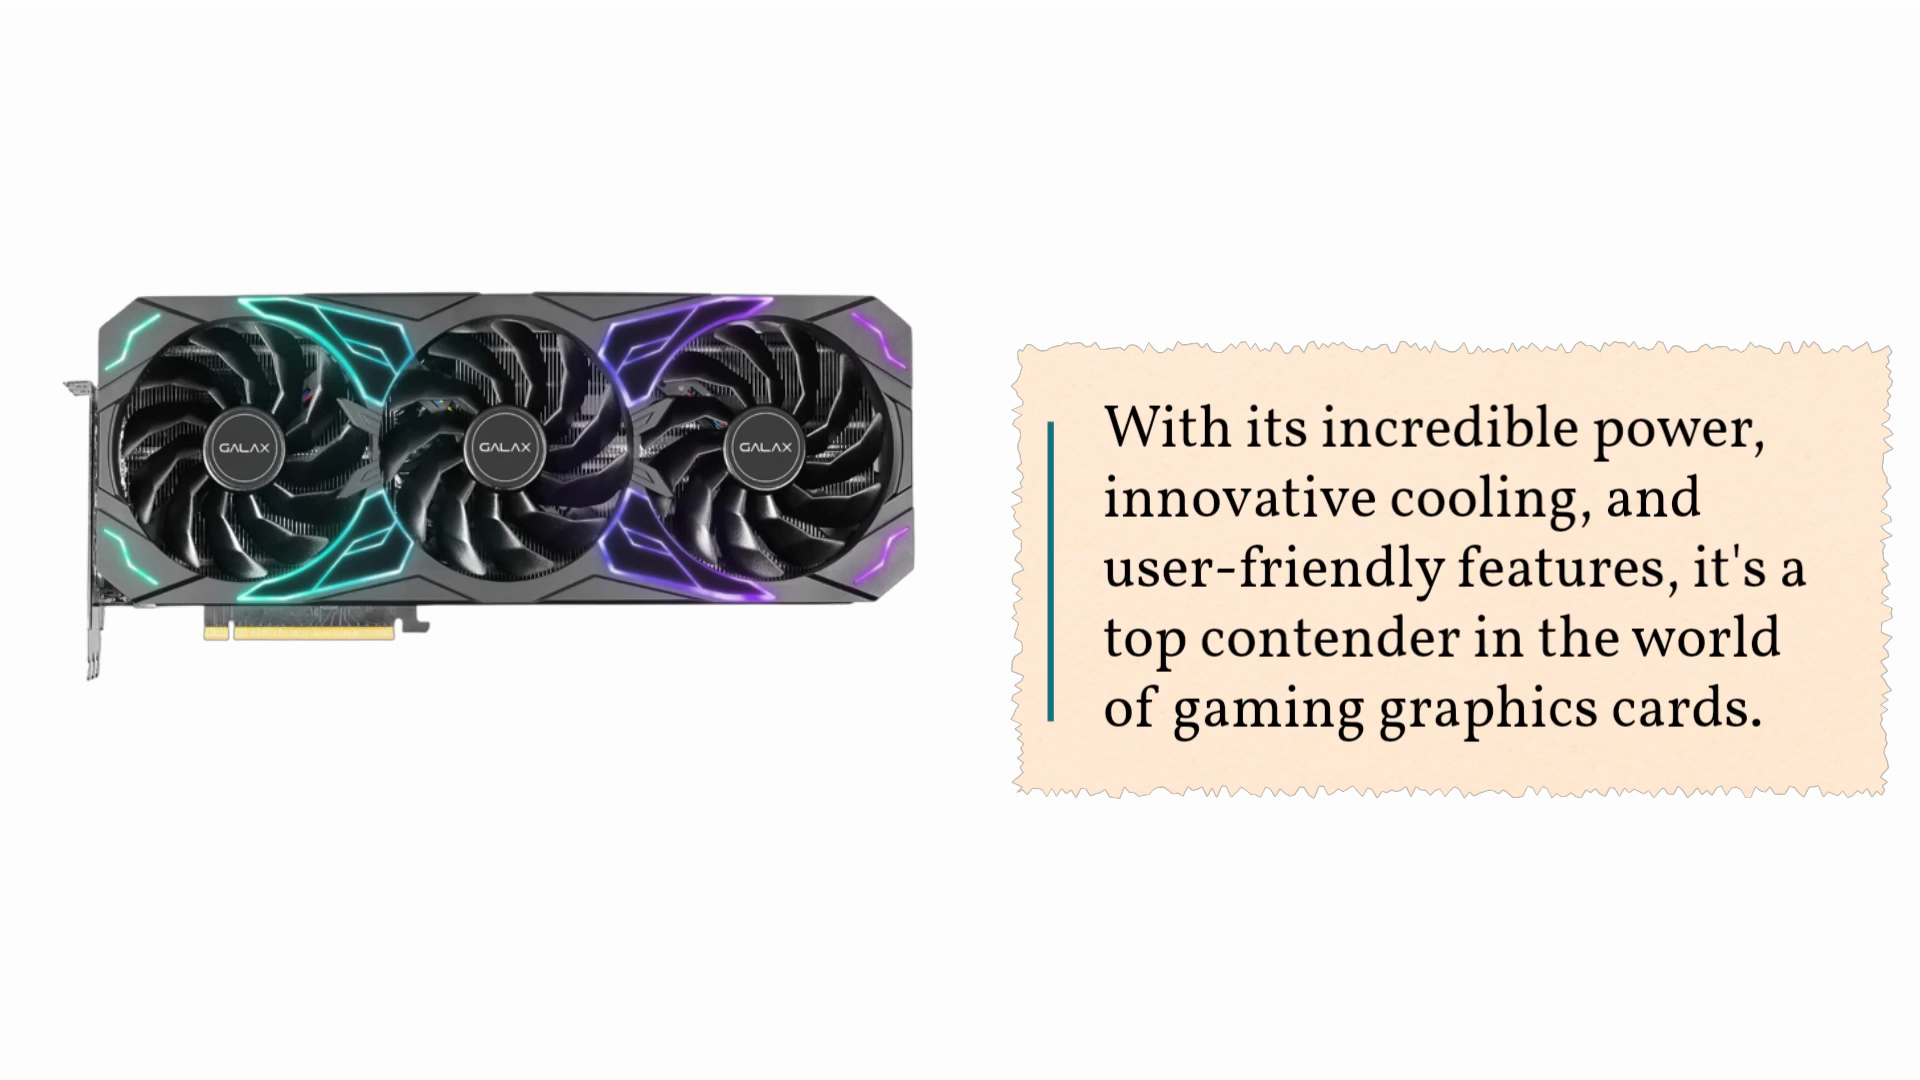 GALAX
GALAX
GALAX
With its incredible power,
innovative cooling, and
user-friendly features, it's a
top contender in the world
of gaming graphics cards.